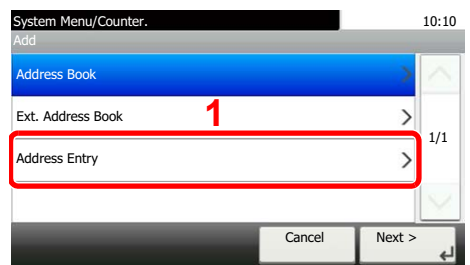 System Menu/Counter. 10:10
Add
Address Book
Ext. Address Book 1
1/1
Address Entry
Cancel Next >